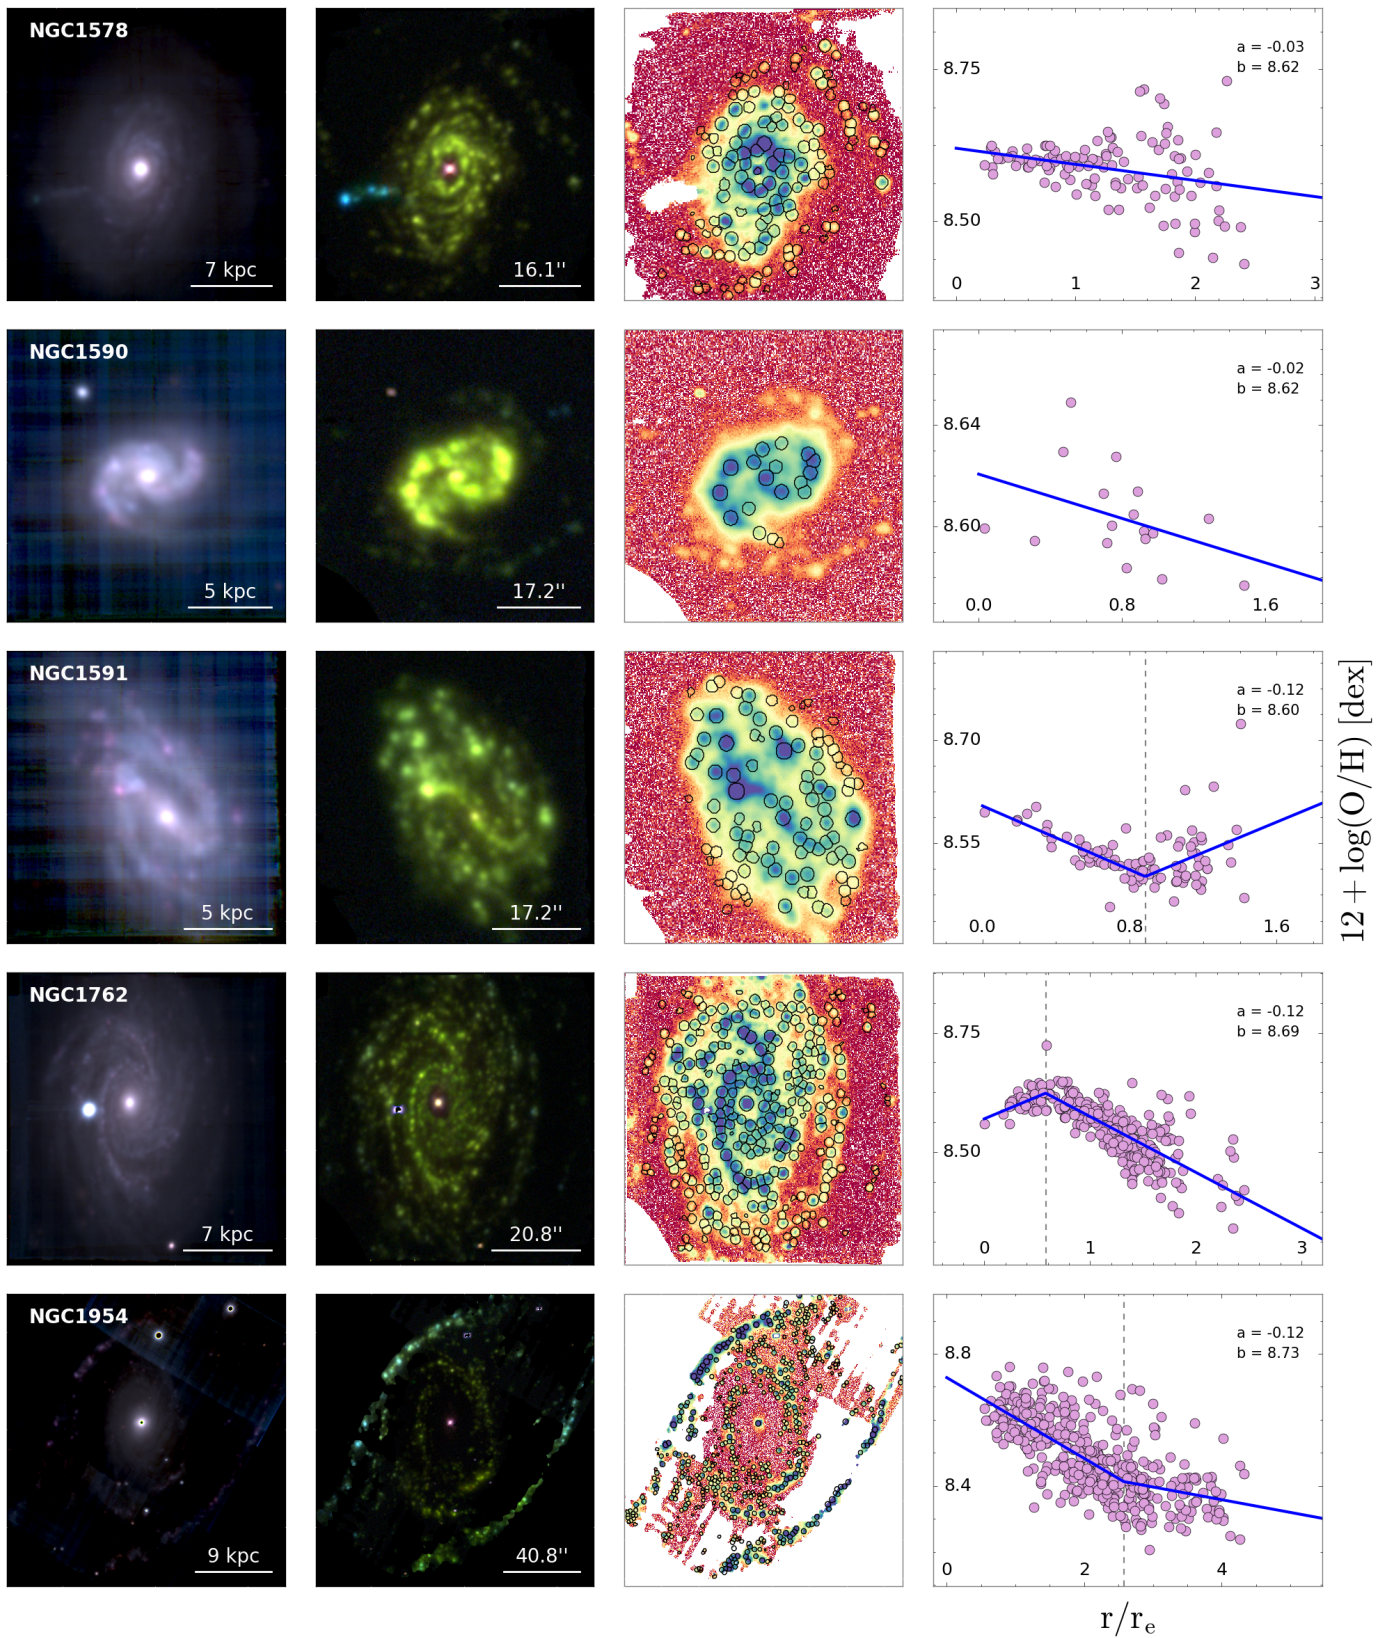 NGC1578
7 kpc
16.1''
8.75
8.50
a = -0.03
b = 8.62
0 1 2 3
NGC1590
5 kpc
17.2''
8.64
8.60
a = -0.02
b = 8.62
0.0 0.8 1.6
NGC1591
5 kpc
17.2''
8.70
8.55
a = -0.12
b = 8.60
0.0 0.8 1.6
NGC1762
7 kpc
20.8''
8.75
8.50
a = -0.12
b = 8.69
0 1 2 3
NGC1954
9 kpc
40.8''
8.8
8.4
a = -0.12
b = 8.73
0 2 4
12 + log(O/H) [dex]
r/rₑ